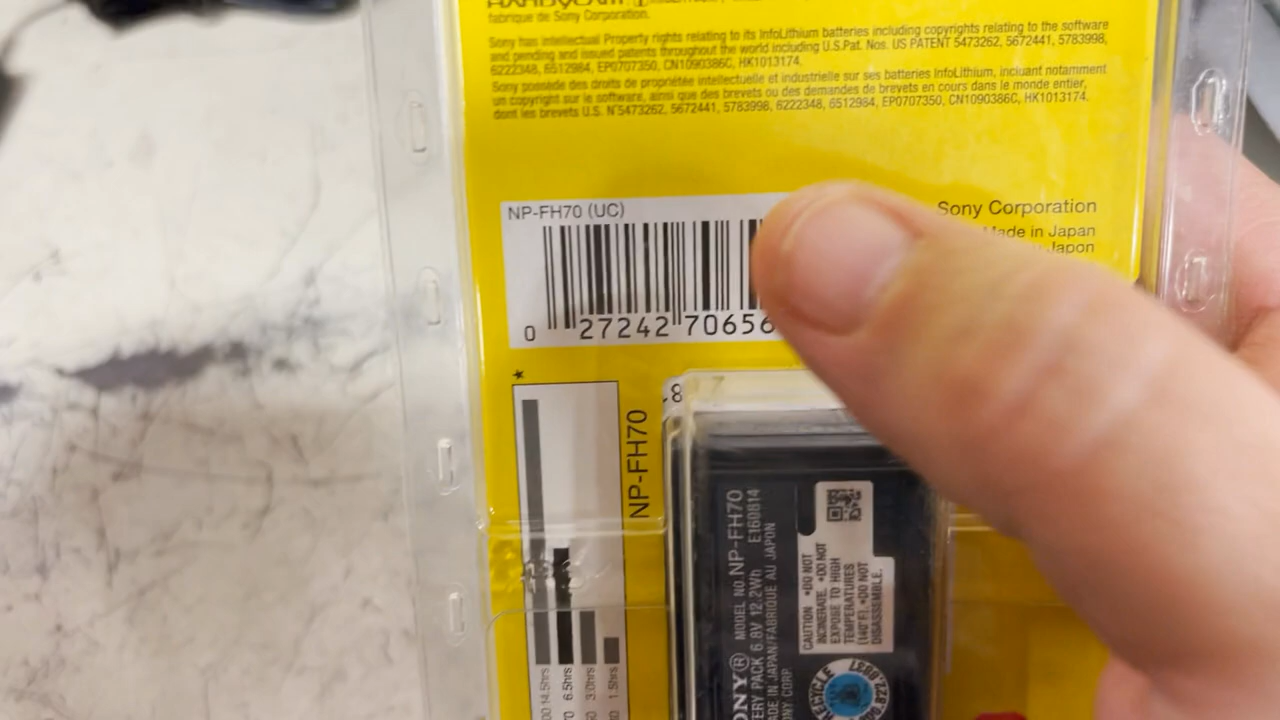 fabrique de Sony Corporation.
Sony has intellectual Property rights relating to its InfoLithium batteries including copyrights relating to the software
and pending and issued patents throughout the world including U.S.Pat. Nos. US PATENT 5473262, 5672441, 5783998,
6222348, 6512984, EP0707350, CN1090386C, HK1013174.
Sony possède des droits de propriétée intellectuelle et industrielle sur ses batteries InfoLithium, incluant notamment
un copyright sur le software, ainsi que des brevets ou des demandes de brevets en cours dans le monde entier,
dont les brevets U.S. N°5473262, 5672441, 5783998, 6222348, 6512984, EP0707350, CN1090386C, HK1013174.
NP-FH70 (UC)
0 27242 70656
Sony Corporation
Made in Japan
Japon
*
NP-FH70
14.5hrs
6.5hrs
3.0hrs
1.5hrs
MODEL NO. NP-FH70
6.8V 12.2Wh E160814
MADE IN JAPAN/FABRIQUE AU JAPON
SONY CORP.
CAUTION •DO NOT
INCINERATE. •DO NOT
EXPOSE TO HIGH
TEMPERATURES
(140°F). •DO NOT
DISASSEMBLE.